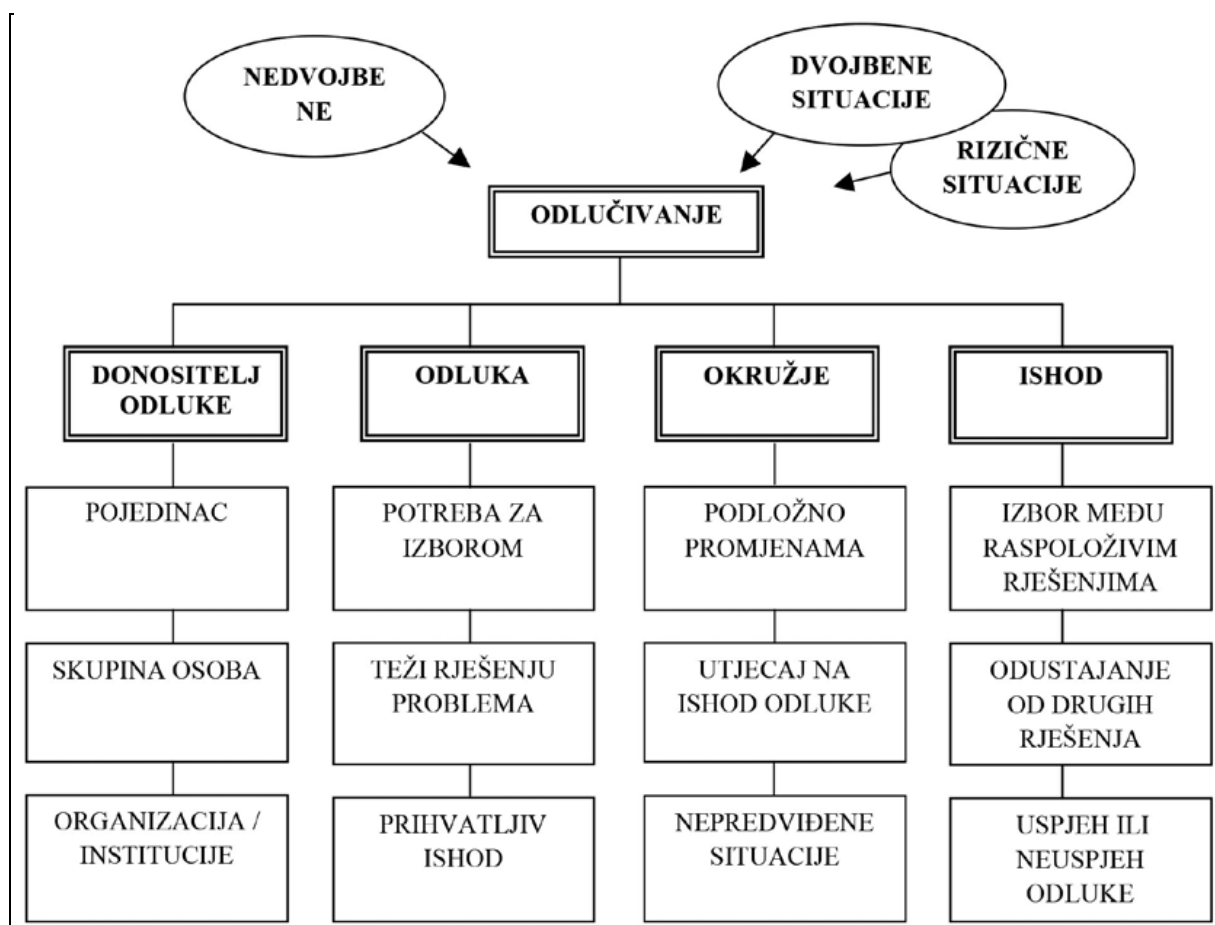 NEDVOJBE
NE
DVOJBENE
SITUACIJE
RIZIČNE
SITUACIJE
ODLUČIVANJE
DONOSITELJ
ODLUKE
ODLUKA
OKRUŽJE
ISHOD
POJEDINAC
POTREBA ZA
IZBOROM
PODLOŽNO
PROMJENAMA
IZBOR MEĐU
RASPOLOŽIVIM
RJEŠENJIMA
SKUPINA OSOBA
TEŽI RJEŠENJU
PROBLEMA
UTJECAJ NA
ISHOD ODLUKE
ODUSTAJANJE
OD DRUGIH
RJEŠENJA
ORGANIZACIJA /
INSTITUCIJE
PRIHVATLJIV
ISHOD
NEPREDVIĐENE
SITUACIJE
USPJEH ILI
NEUSPJEH
ODLUKE